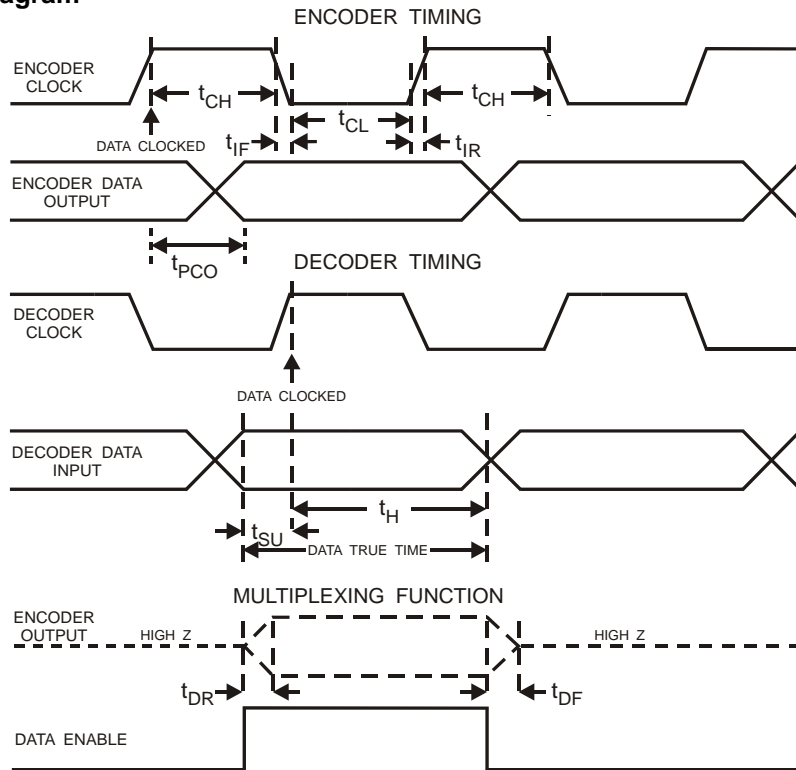 ENCODER TIMING
ENCODER
CLOCK
tCH
tCL
tCH
DATA CLOCKED
tIF
tIR
ENCODER DATA
OUTPUT
tPCO
DECODER TIMING
DECODER
CLOCK
DATA CLOCKED
DECODER DATA
INPUT
tH
tSU
DATA TRUE TIME
MULTIPLEXING FUNCTION
ENCODER
OUTPUT
HIGH Z
HIGH Z
tDR
tDF
DATA ENABLE